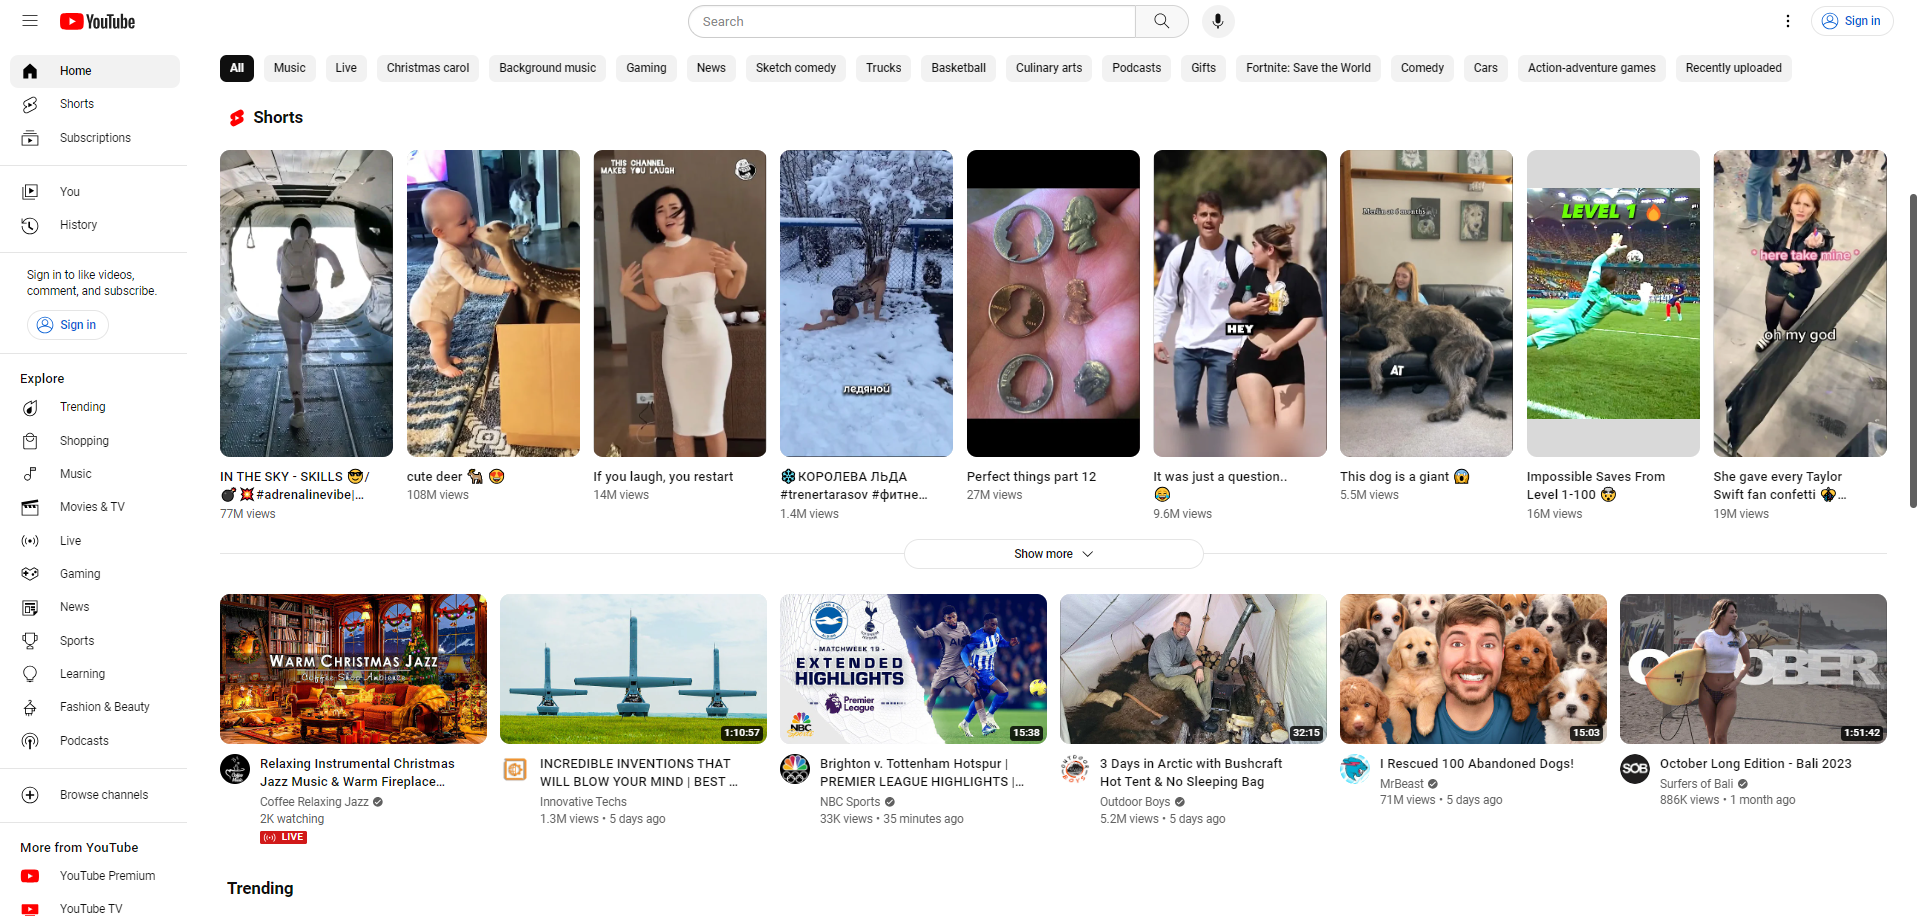 YouTube
Search
Sign in
Home
Shorts
Subscriptions
You
History
Sign in to like videos,
comment, and subscribe.
Sign in
Explore
Trending
Shopping
Music
Movies & TV
Live
Gaming
News
Sports
Learning
Fashion & Beauty
Podcasts
Browse channels
More from YouTube
YouTube Premium
YouTube TV
All
Music
Live
Christmas carol
Background music
Gaming
News
Sketch comedy
Trucks
Basketball
Culinary arts
Podcasts
Gifts
Fortnite: Save the World
Comedy
Cars
Action-adventure games
Recently uploaded
Shorts
IN THE SKY - SKILLS 😎/
💣 💥#adrenalinevibe|...
77M views
cute deer 🐕‍🦺 😍
108M views
THIS CHANNEL
MAKES YOU LAUGH
If you laugh, you restart
14M views
ледяной
❄КОРОЛЕВА ЛЬДА
#trenertarasov #фитне...
1.4M views
Perfect things part 12
27M views
HEY
It was just a question..
😂
9.6M views
AT
This dog is a giant 😱
5.5M views
LEVEL 1 🔥
Impossible Saves From
Level 1-100 🤯
16M views
* here take mine *
oh my god
She gave every Taylor
Swift fan confetti 🪬...
19M views
Show more
WARM CHRISTMAS JAZZ
Coffee Shop Ambience
Relaxing Instrumental Christmas
Jazz Music & Warm Fireplace...
Coffee Relaxing Jazz
2K watching
LIVE
1:10:57
INCREDIBLE INVENTIONS THAT
WILL BLOW YOUR MIND | BEST ...
Innovative Techs
1.3M views • 5 days ago
- MATCHWEEK 19 -
EXTENDED
HIGHLIGHTS
Premier
League
NBC
15:38
Brighton v. Tottenham Hotspur |
PREMIER LEAGUE HIGHLIGHTS |...
NBC Sports
33K views • 35 minutes ago
32:15
3 Days in Arctic with Bushcraft
Hot Tent & No Sleeping Bag
Outdoor Boys
5.2M views • 5 days ago
15:03
I Rescued 100 Abandoned Dogs!
MrBeast
71M views • 5 days ago
OCTOBER
1:51:42
SOB
October Long Edition - Bali 2023
Surfers of Bali
886K views • 1 month ago
Trending